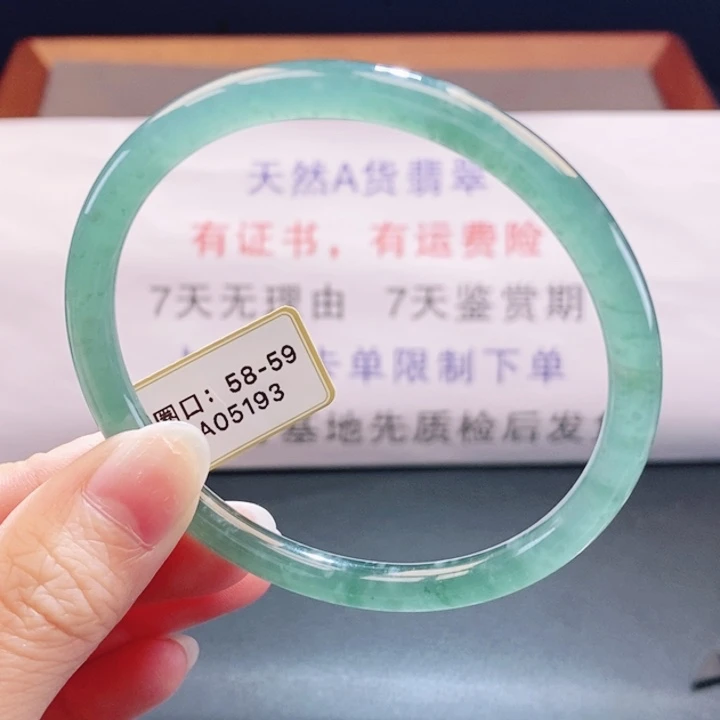 天然A货翡翠
有证书，有运费险
7天无理由 7天鉴赏期
卡单限制下单
基地先质检后发
圈口：58-59
A05193